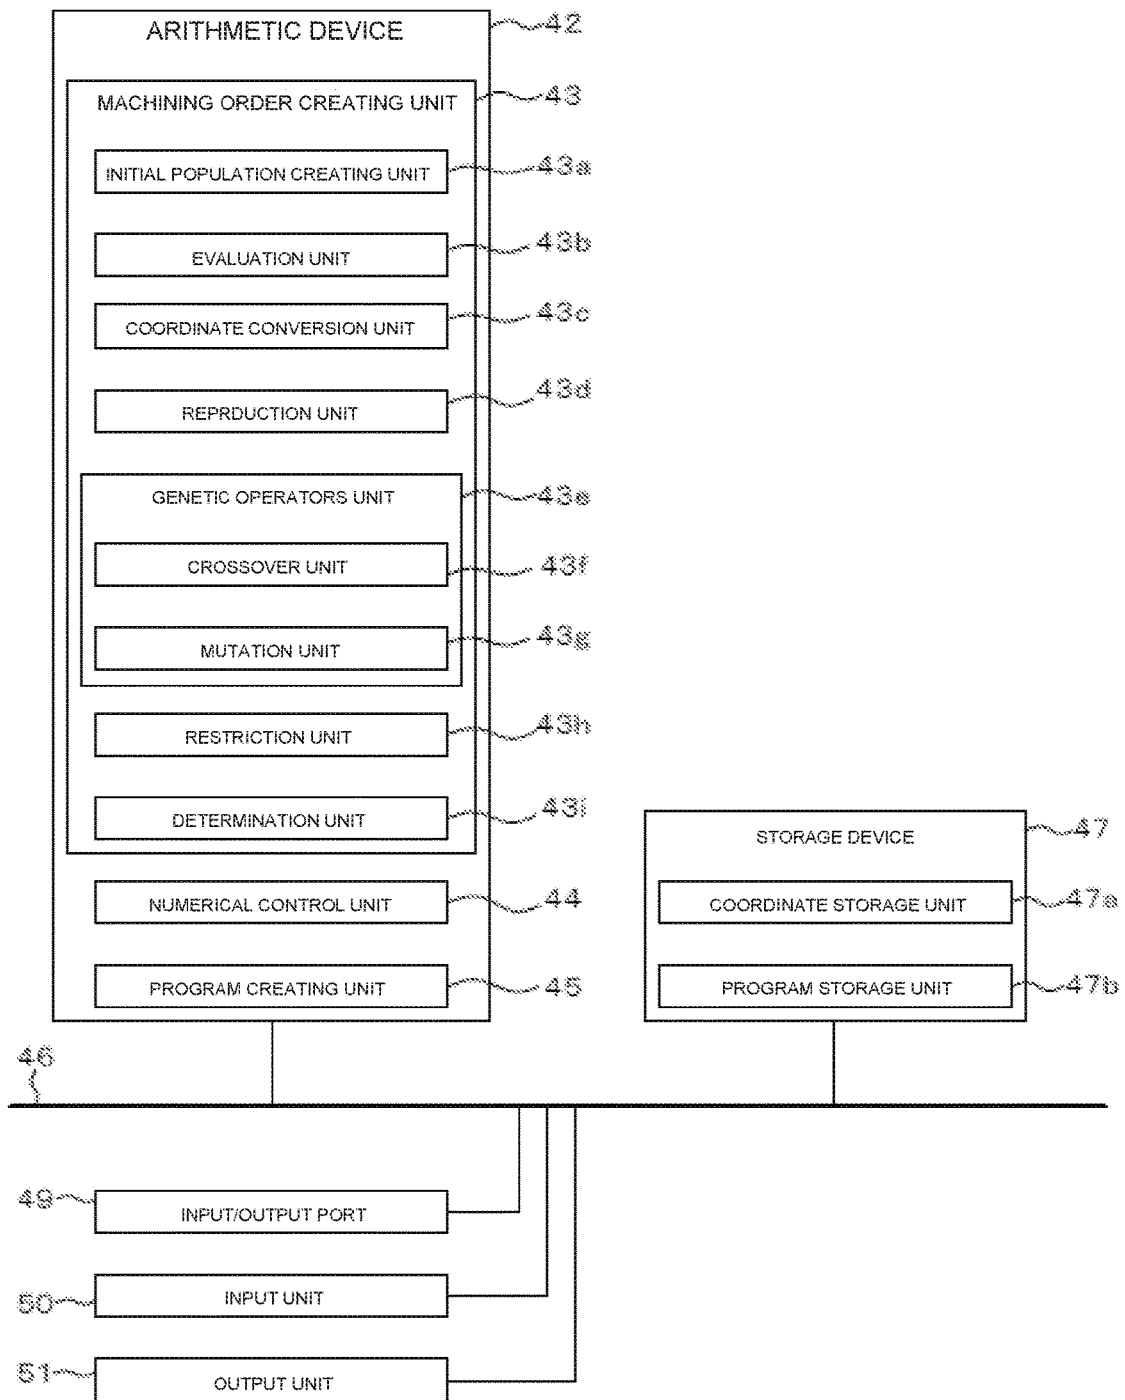 ARITHMETIC DEVICE 42
MACHINING ORDER CREATING UNIT 43
INITIAL POPULATION CREATING UNIT 43a
EVALUATION UNIT 43b
COORDINATE CONVERSION UNIT 43c
REPRDUCTION UNIT 43d
GENETIC OPERATORS UNIT 43e
CROSSOVER UNIT 43f
MUTATION UNIT 43g
RESTRICTION UNIT 43h
DETERMINATION UNIT 43i
NUMERICAL CONTROL UNIT 44
PROGRAM CREATING UNIT 45
STORAGE DEVICE 47
COORDINATE STORAGE UNIT 47a
PROGRAM STORAGE UNIT 47b
46
49 INPUT/OUTPUT PORT
50 INPUT UNIT
51 OUTPUT UNIT